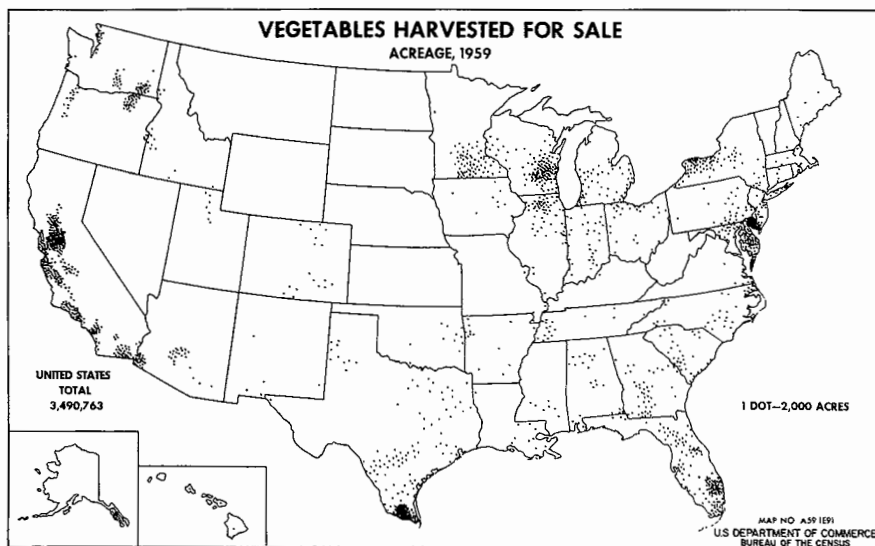 VEGETABLES HARVESTED FOR SALE
ACREAGE, 1959
UNITED STATES
TOTAL
3,490,763
1 DOT—2,000 ACRES
MAP NO A59 1E91
U.S DEPARTMENT OF COMMERCE
BUREAU OF THE CENSUS